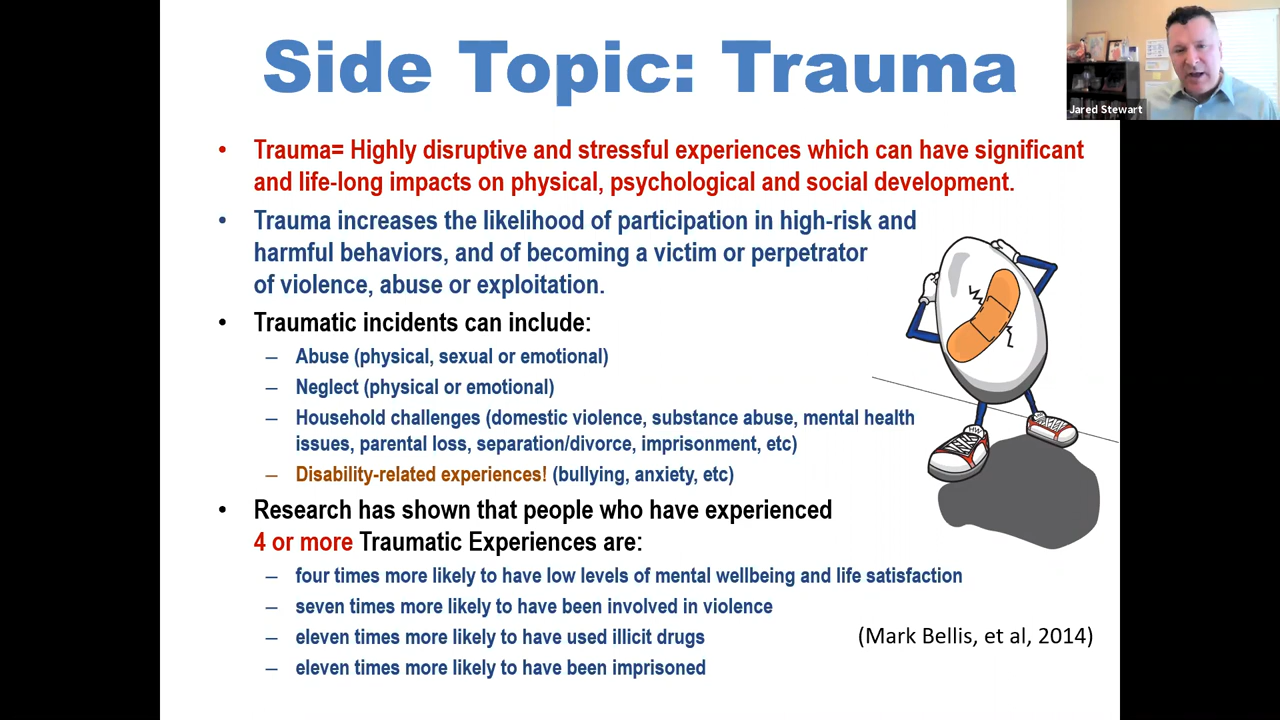 Side Topic: Trauma
Jared Stewart
• Trauma= Highly disruptive and stressful experiences which can have significant
and life-long impacts on physical, psychological and social development.
• Trauma increases the likelihood of participation in high-risk and
harmful behaviors, and of becoming a victim or perpetrator
of violence, abuse or exploitation.
• Traumatic incidents can include:
– Abuse (physical, sexual or emotional)
– Neglect (physical or emotional)
– Household challenges (domestic violence, substance abuse, mental health
issues, parental loss, separation/divorce, imprisonment, etc)
– Disability-related experiences! (bullying, anxiety, etc)
HW
• Research has shown that people who have experienced
4 or more Traumatic Experiences are:
– four times more likely to have low levels of mental wellbeing and life satisfaction
– seven times more likely to have been involved in violence
– eleven times more likely to have used illicit drugs
(Mark Bellis, et al, 2014)
– eleven times more likely to have been imprisoned